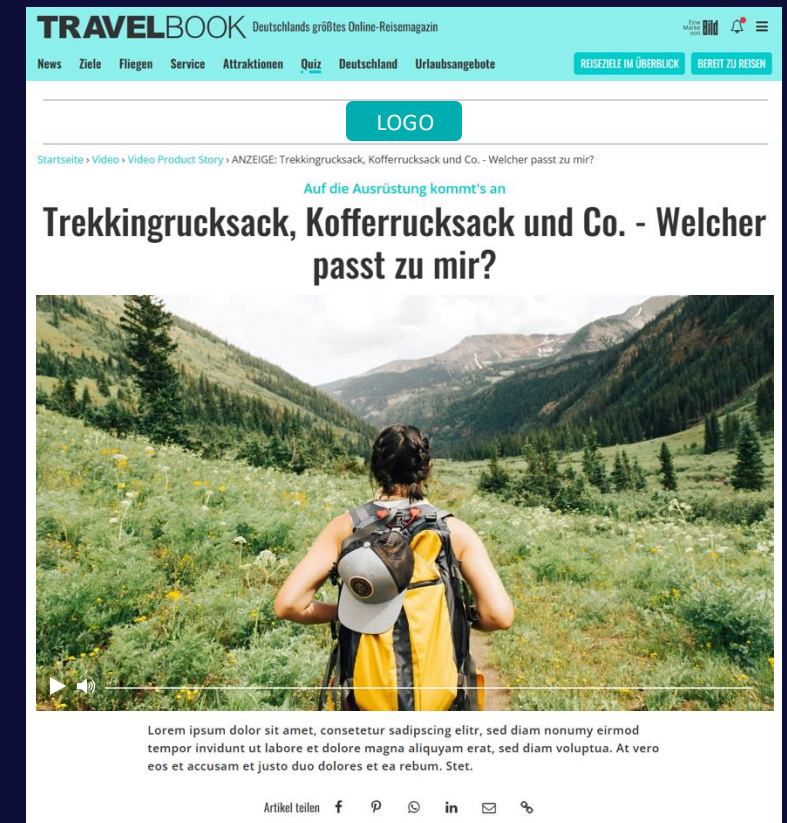 TRAVELBOOK Deutschlands größtes Online-Reisemagazin
Eine Marke von Bild
News Ziele Fliegen Service Attraktionen Quiz Deutschland Urlaubsangebote REISEZIELE IM ÜBERBLICK BEREIT ZU REISEN
LOGO
Startseite › Video › Video Product Story › ANZEIGE: Trekkingrucksack, Kofferrucksack und Co. - Welcher passt zu mir?
Auf die Ausrüstung kommt's an
Trekkingrucksack, Kofferrucksack und Co. - Welcher
passt zu mir?
Lorem ipsum dolor sit amet, consetetur sadipscing elitr, sed diam nonumy eirmod
tempor invidunt ut labore et dolore magna aliquyam erat, sed diam voluptua. At vero
eos et accusam et justo duo dolores et ea rebum. Stet.
Artikel teilen